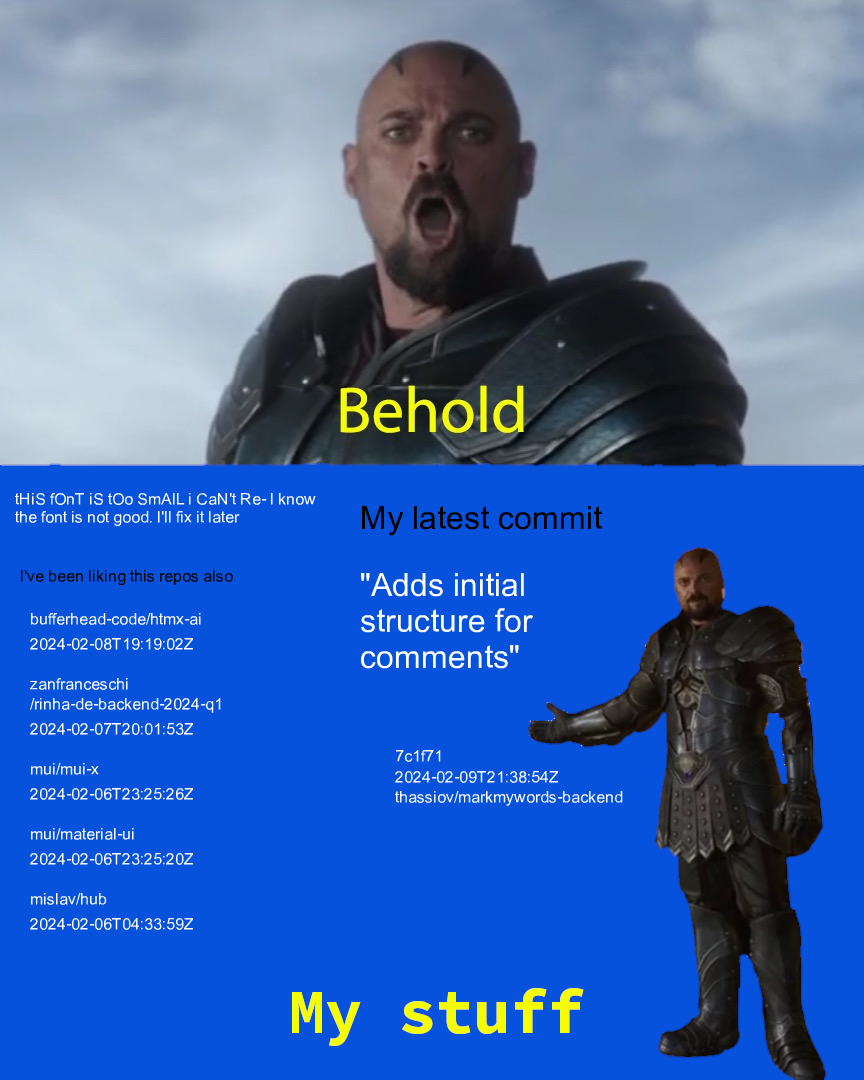 Behold
tHiS fOnT iS tOo SmAlL i CaN't Re- I know
the font is not good. I'll fix it later
I've been liking this repos also
bufferhead-code/htmx-ai
2024-02-08T19:19:02Z
zanfranceschi
/rinha-de-backend-2024-q1
2024-02-07T20:01:53Z
mui/mui-x
2024-02-06T23:25:26Z
mui/material-ui
2024-02-06T23:25:20Z
mislav/hub
2024-02-06T04:33:59Z
My latest commit
"Adds initial
structure for
comments"
7c1f71
2024-02-09T21:38:54Z
thassiov/markmywords-backend
My stuff